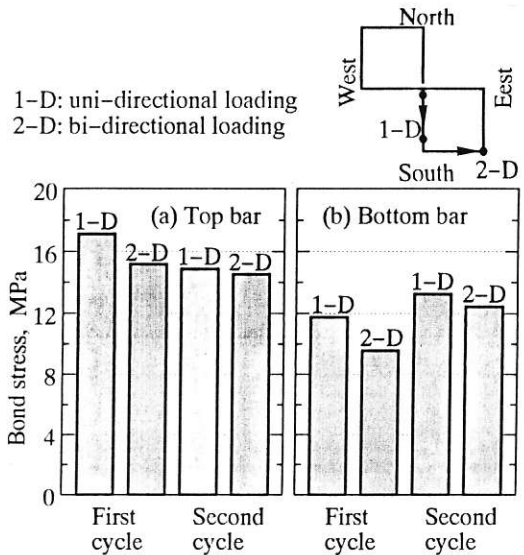 North
West
Eest
1-D: uni-directional loading
2-D: bi-directional loading
1-D
South
2-D
Bond stress, MPa
20
16
12
8
4
0
(a) Top bar
1-D
2-D
1-D
2-D
First cycle
Second cycle
(b) Bottom bar
1-D
2-D
1-D
2-D
First cycle
Second cycle